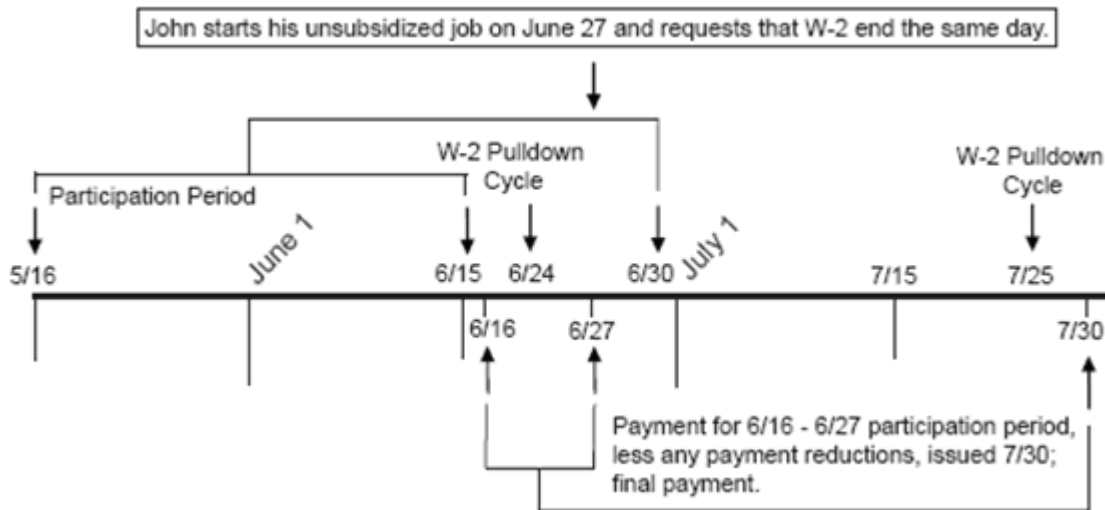 John starts his unsubsidized job on June 27 and requests that W-2 end the same day.
W-2 Pulldown
Cycle
W-2 Pulldown
Cycle
Participation Period
June 1
July 1
5/16
6/15
6/24
6/30
7/15
7/25
6/16
6/27
7/30
Payment for 6/16 - 6/27 participation period,
less any payment reductions, issued 7/30;
final payment.